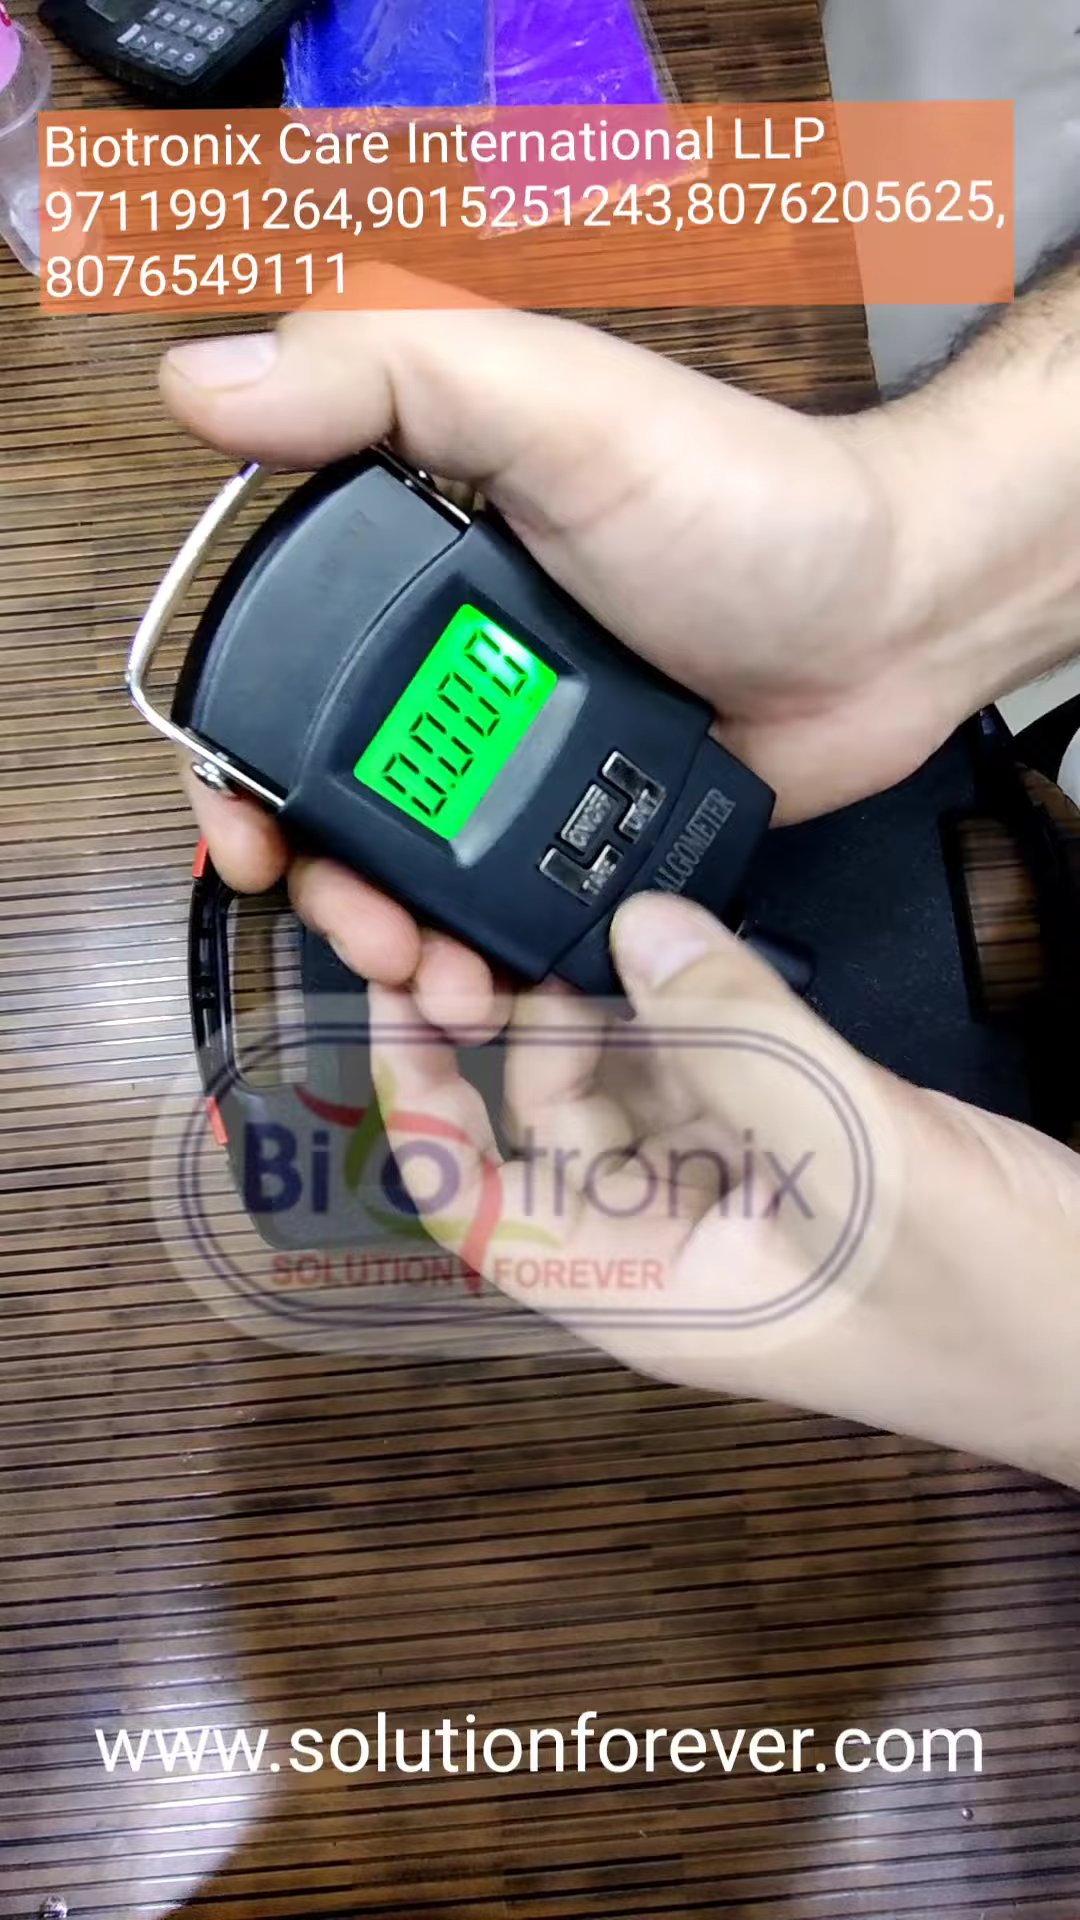 Biotronix Care International LLP
9711991264,9015251243,8076205625,
8076549111
ON/OFF
UNIT
TARE
ALGOMETER
Biotronix
SOLUTION FOREVER
www.solutionforever.com